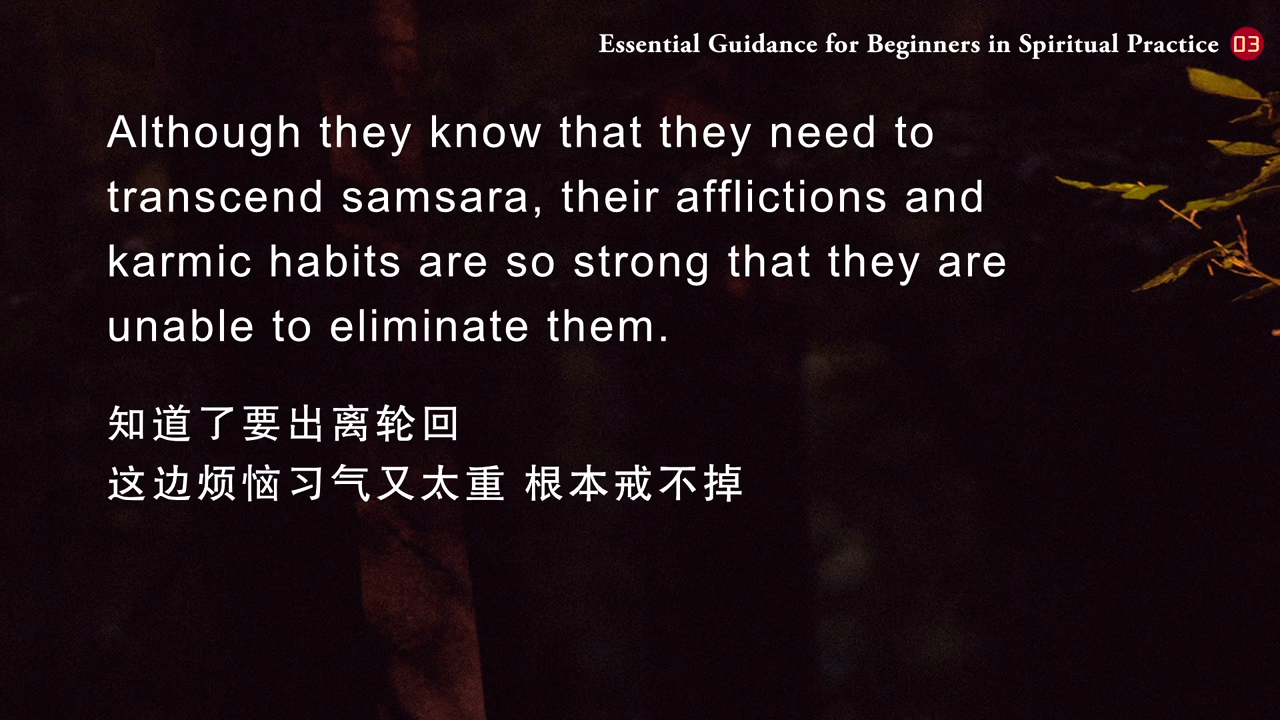 Essential Guidance for Beginners in Spiritual Practice 03
Although they know that they need to
transcend samsara, their afflictions and
karmic habits are so strong that they are
unable to eliminate them.
知道了要出离轮回
这边烦恼习气又太重 根本戒不掉